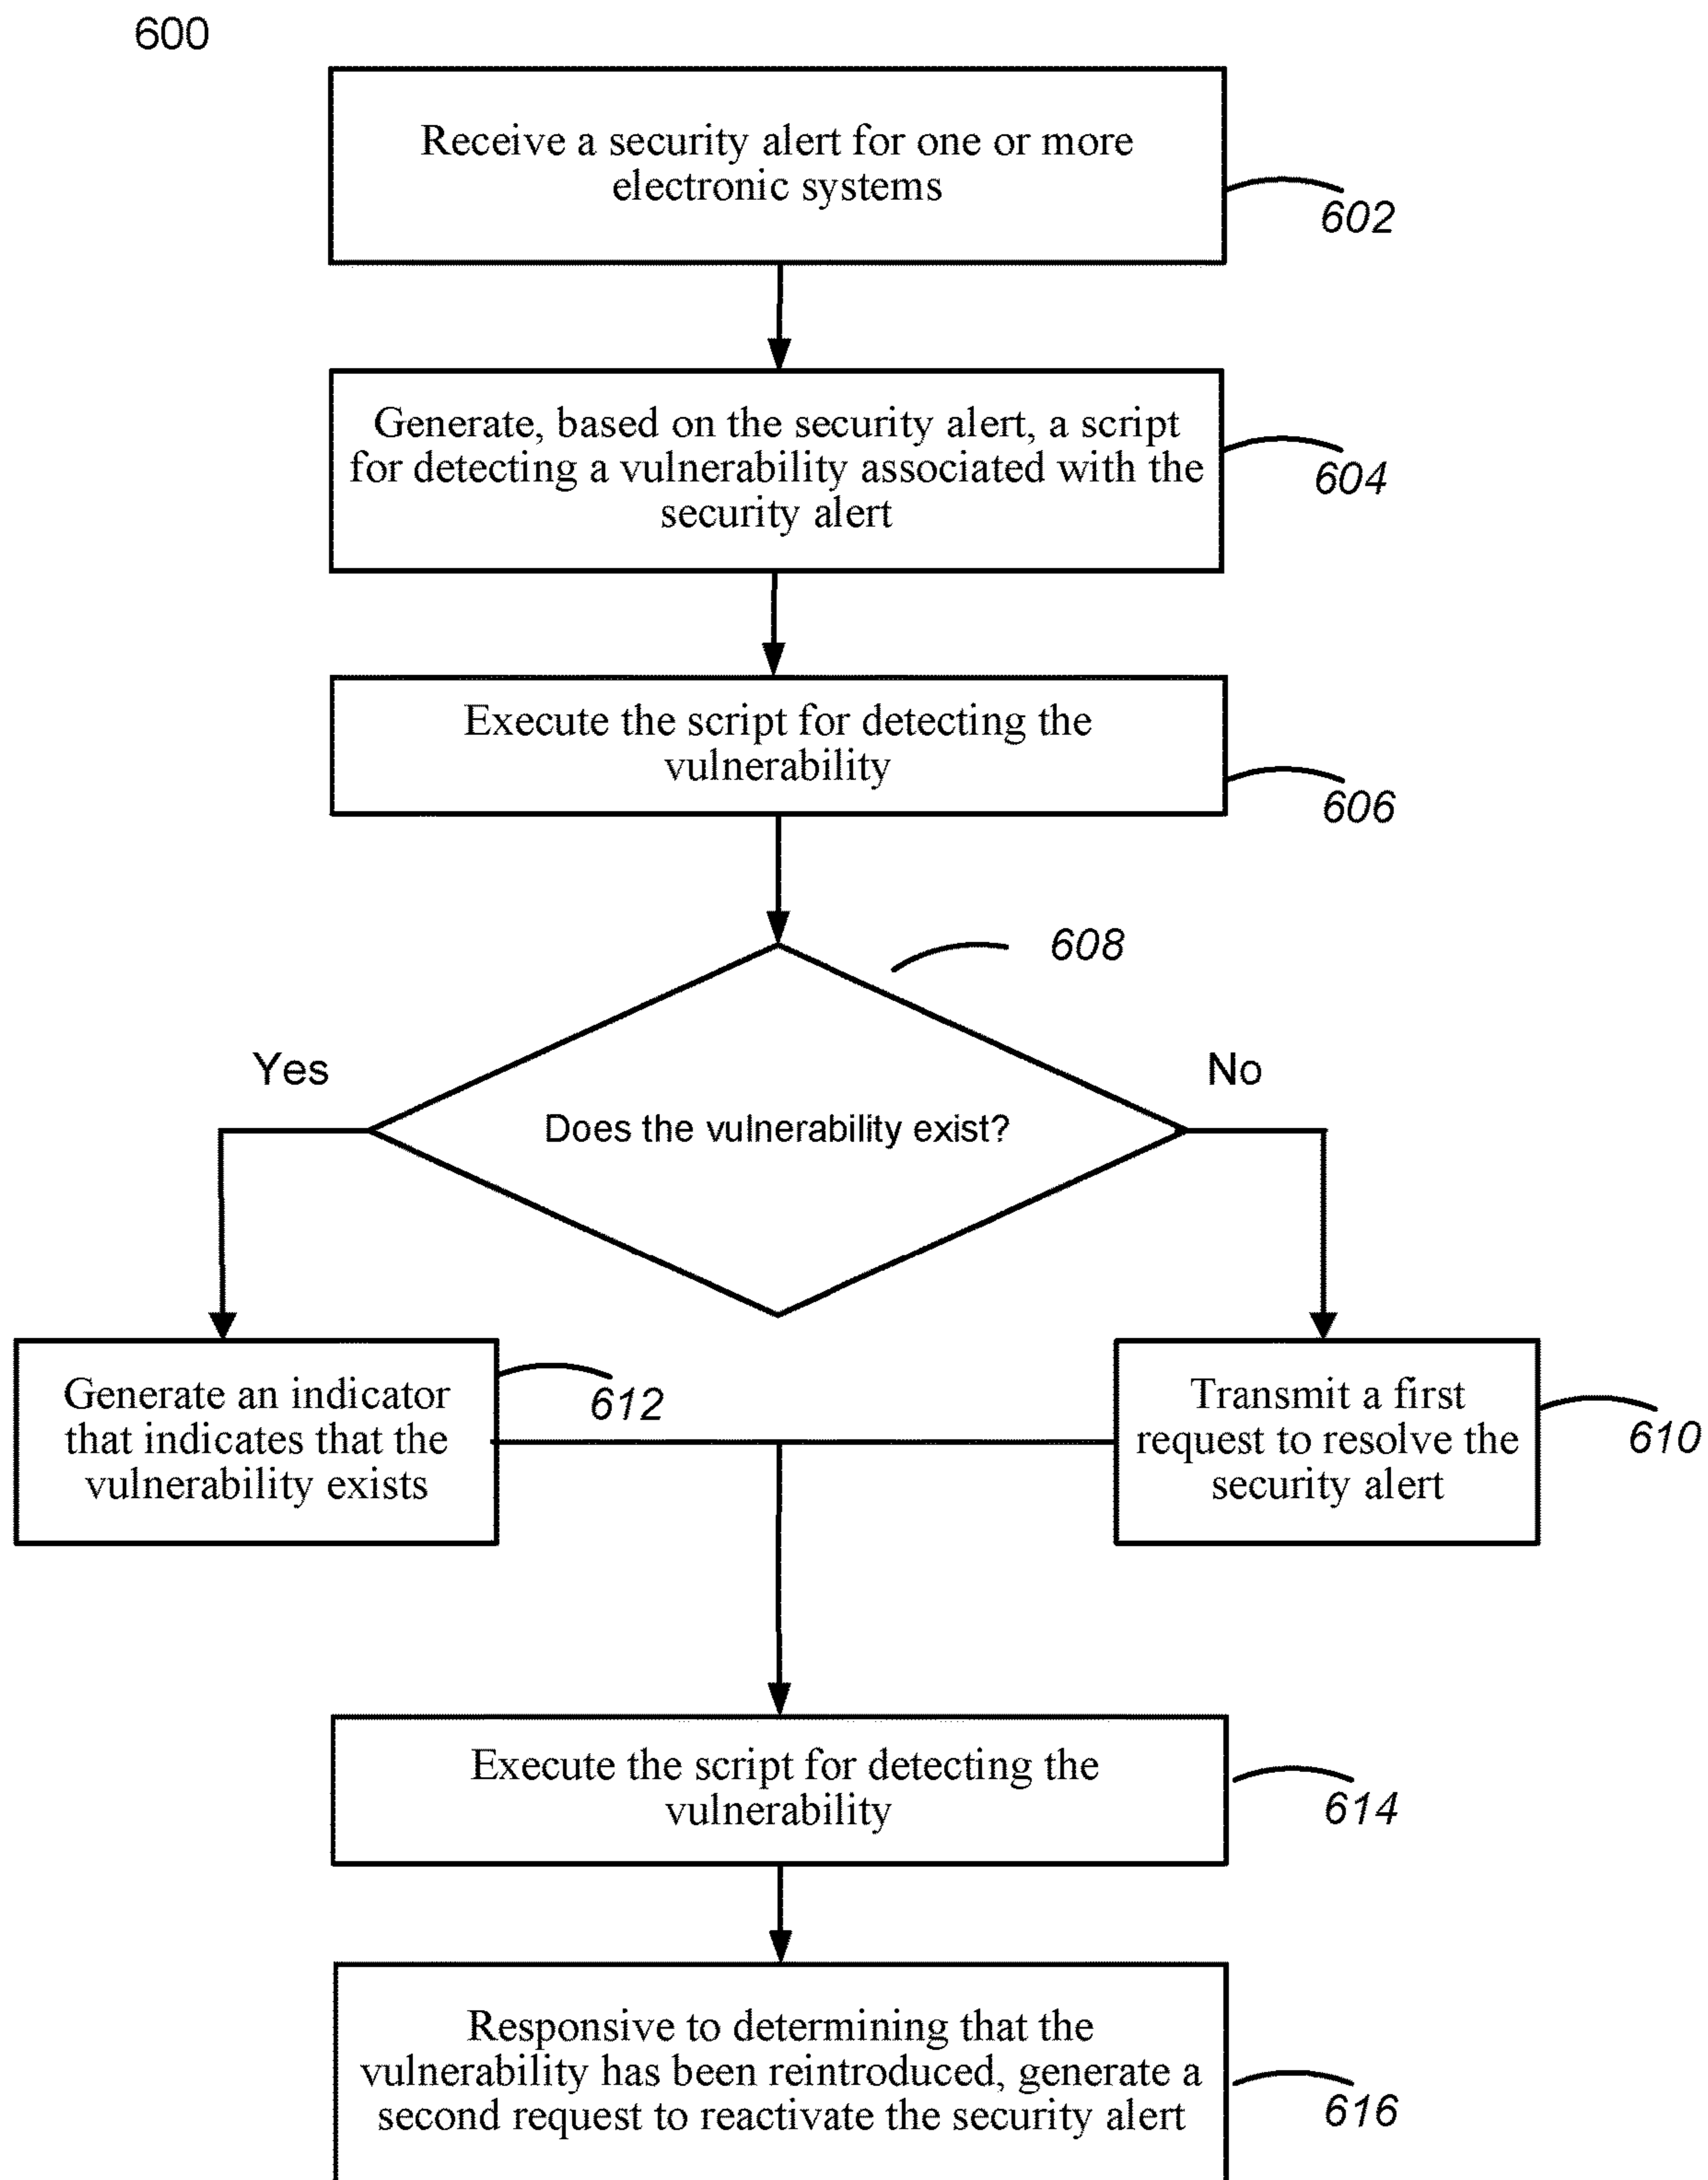 600
Receive a security alert for one or more
electronic systems
602
Generate, based on the security alert, a script
for detecting a vulnerability associated with the
security alert
604
Execute the script for detecting the
vulnerability
606
608
Yes
No
Does the vulnerability exist?
Generate an indicator
that indicates that the
vulnerability exists
612
Transmit a first
request to resolve the
security alert
610
Execute the script for detecting the
vulnerability
614
Responsive to determining that the
vulnerability has been reintroduced, generate a
second request to reactivate the security alert
616